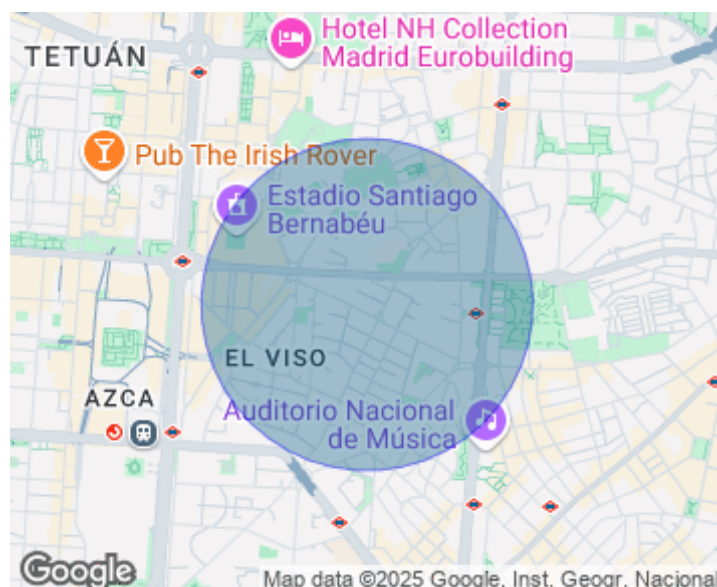 Hotel NH Collection
Madrid Eurobuilding
TETUÁN
Pub The Irish Rover
Estadio Santiago
Bernabéu
EL VISO
AZCA
Auditorio Nacional
de Música
Google
Map data ©2025 Google, Inst. Geogr. Nacional